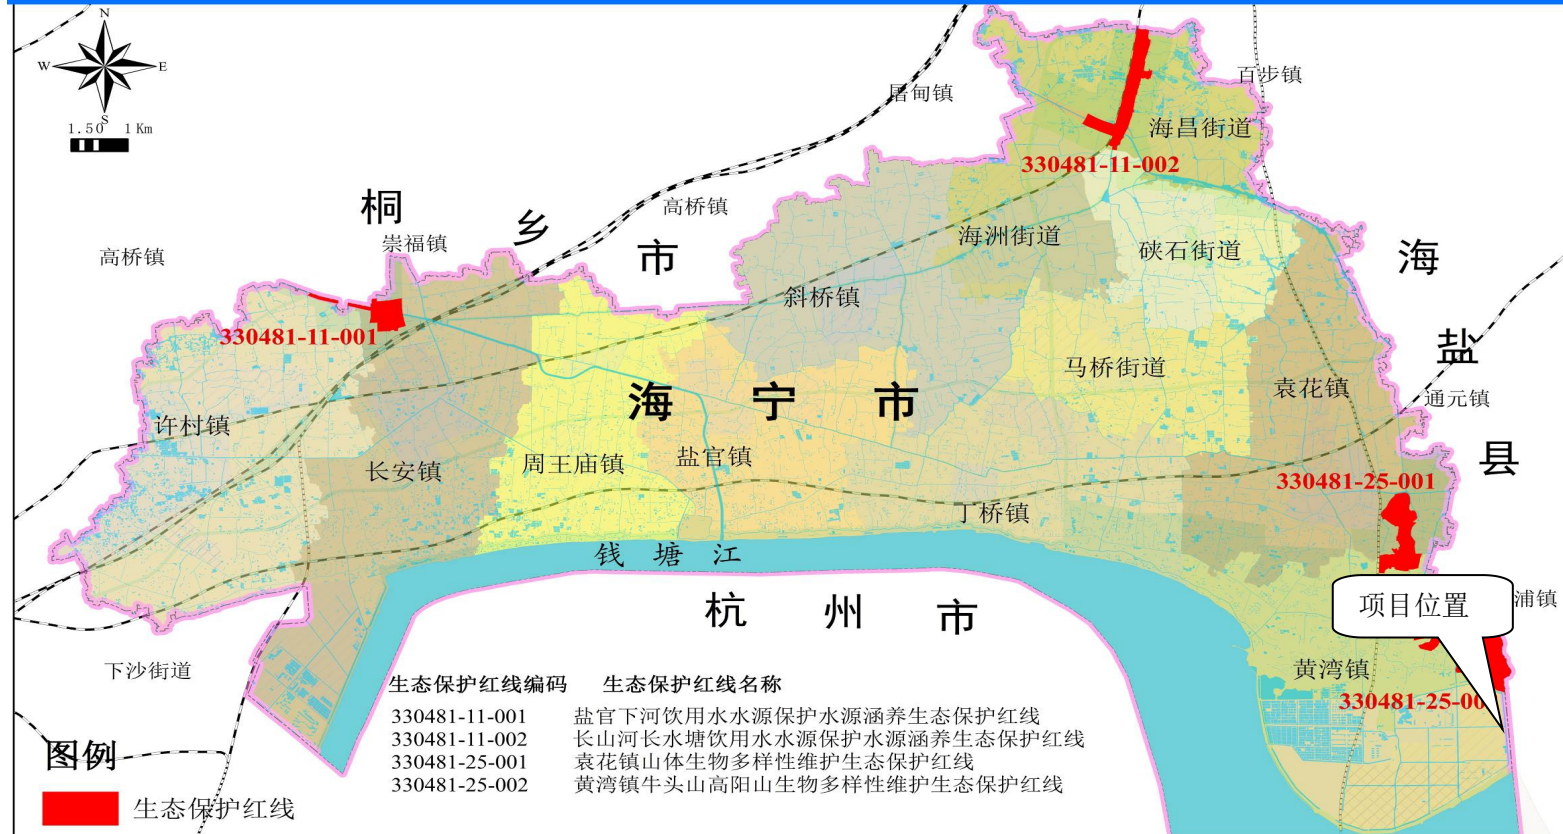 N
W
E
S
1.50 1 Km
屠甸镇
百步镇
海昌街道
330481-11-002
桐乡市
高桥镇
崇福镇
高桥镇
海洲街道
硖石街道
海盐县
斜桥镇
330481-11-001
马桥街道
袁花镇
通元镇
海宁市
许村镇
长安镇
周王庙镇
盐官镇
330481-25-001
丁桥镇
钱塘江
项目位置
浦镇
杭州市
下沙街道
黄湾镇
330481-25-00
生态保护红线编码 生态保护红线名称
330481-11-001 盐官下河饮用水水源保护水源涵养生态保护红线
330481-11-002 长山河长水塘饮用水水源保护水源涵养生态保护红线
330481-25-001 袁花镇山体生物多样性维护生态保护红线
330481-25-002 黄湾镇牛头山高阳山生物多样性维护生态保护红线
图例
生态保护红线